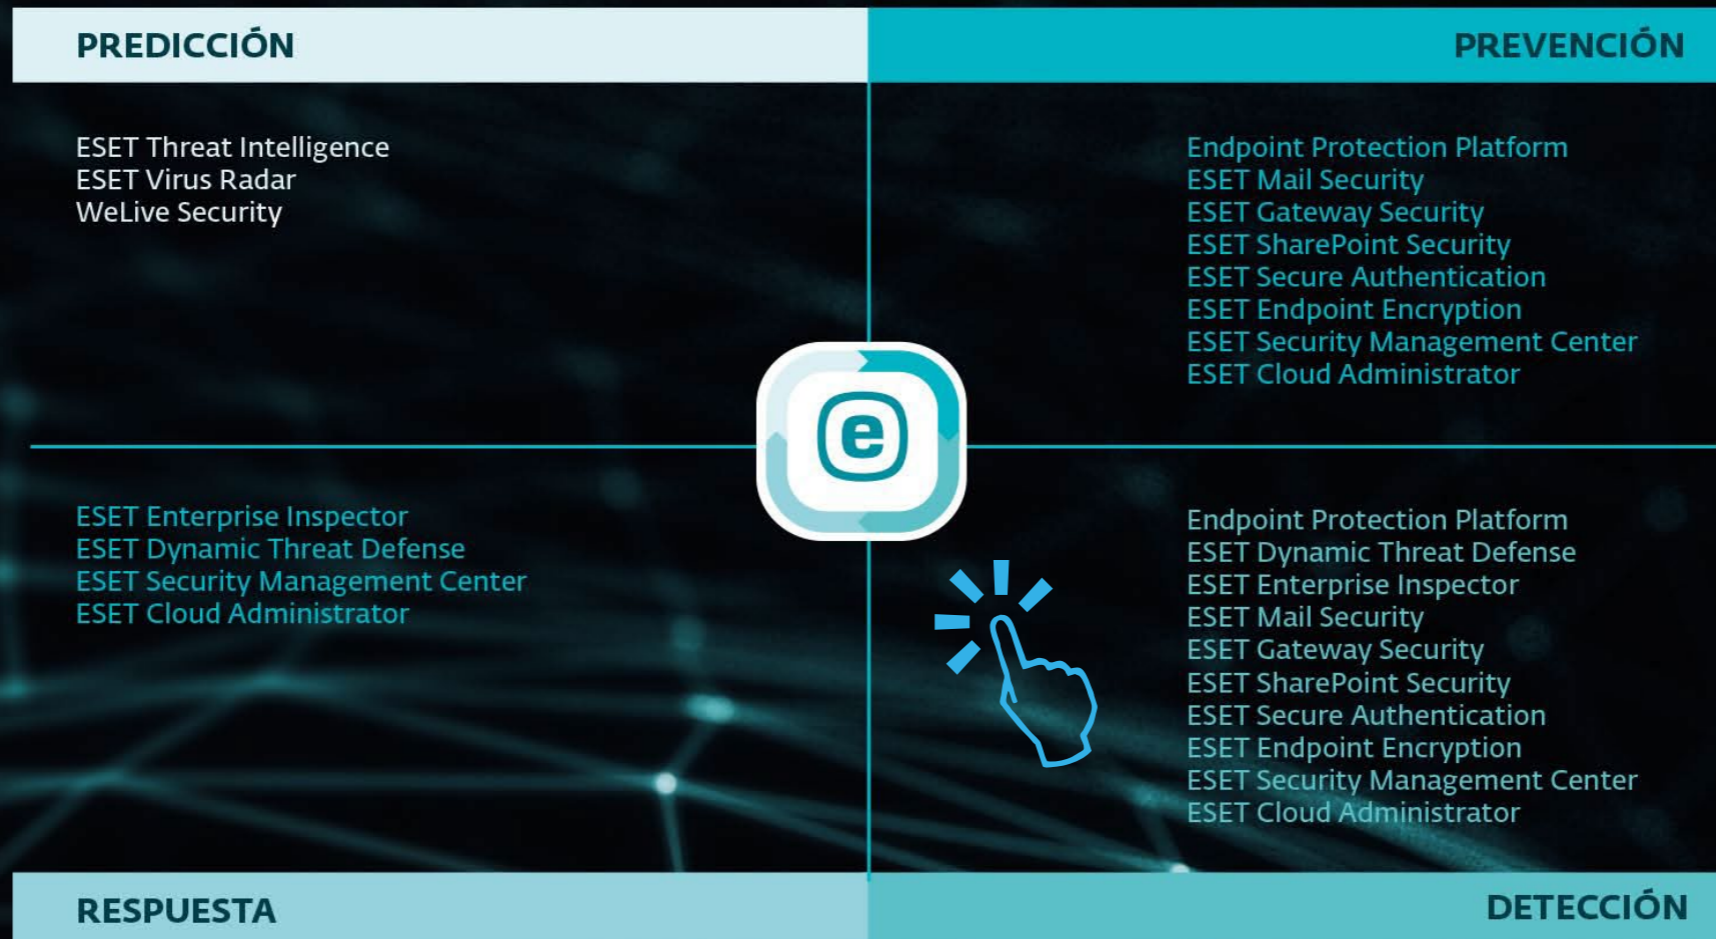 PREDICCIÓN
PREVENCIÓN
ESET Threat Intelligence
ESET Virus Radar
WeLive Security
Endpoint Protection Platform
ESET Mail Security
ESET Gateway Security
ESET SharePoint Security
ESET Secure Authentication
ESET Endpoint Encryption
ESET Security Management Center
ESET Cloud Administrator
e
ESET Enterprise Inspector
ESET Dynamic Threat Defense
ESET Security Management Center
ESET Cloud Administrator
Endpoint Protection Platform
ESET Dynamic Threat Defense
ESET Enterprise Inspector
ESET Mail Security
ESET Gateway Security
ESET SharePoint Security
ESET Secure Authentication
ESET Endpoint Encryption
ESET Security Management Center
ESET Cloud Administrator
RESPUESTA
DETECCIÓN